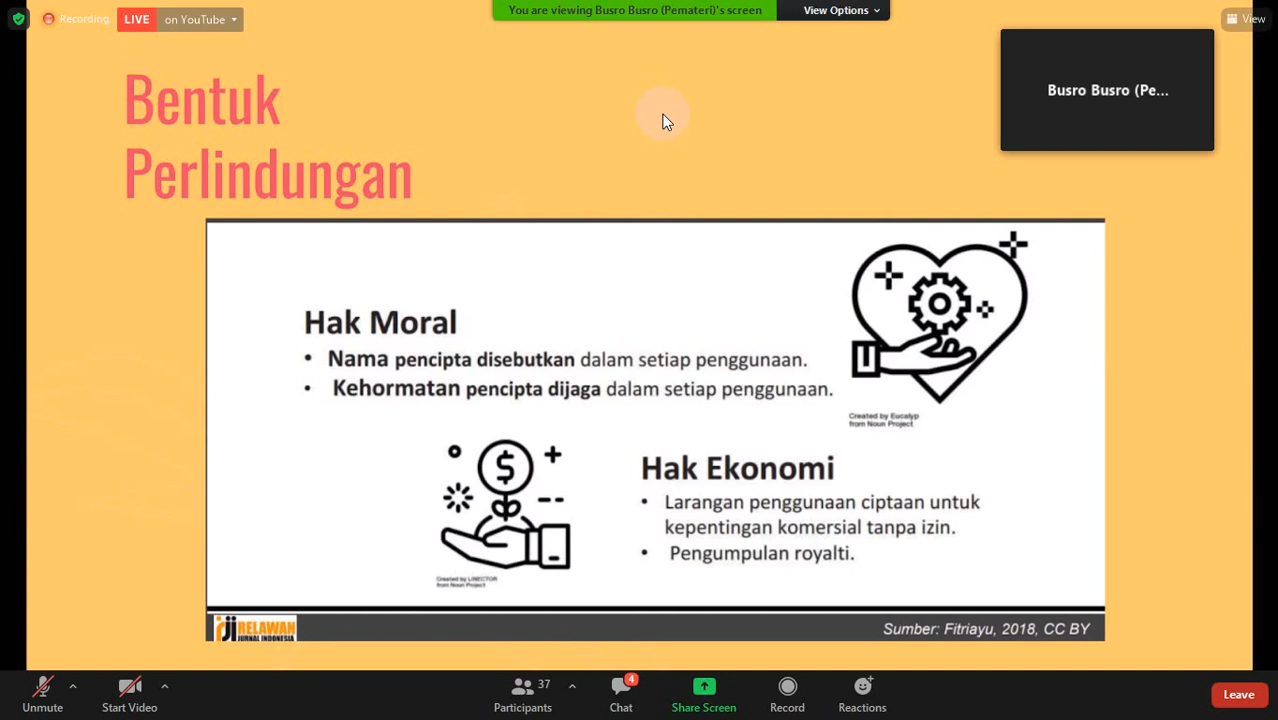 Recording
LIVE
on YouTube
You are viewing Busro Busro (Pemateri)'s screen
View Options
View
Busro Busro (Pe...
Bentuk
Perlindungan
Hak Moral
• Nama pencipta disebutkan dalam setiap penggunaan.
• Kehormatan pencipta dijaga dalam setiap penggunaan.
Created by Eucalyp
from Noun Project
$
Hak Ekonomi
• Larangan penggunaan ciptaan untuk
kepentingan komersial tanpa izin.
• Pengumpulan royalti.
from Noun Project
RELAWAN
JURNAL INDONESIA
Sumber: Fitriayu, 2018, CC BY
Unmute
Start Video
37
Participants
4
Chat
Share Screen
Record
Reactions
Leave